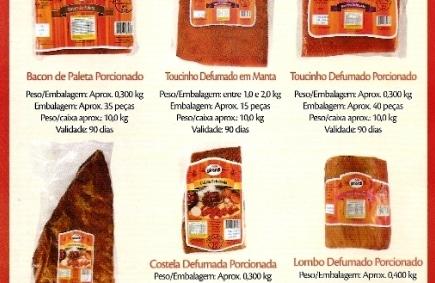 Bacon de Paleta Porcionado
Peso/Embalagem: Aprox. 0,300 kg
Embalagem: Aprox. 35 peças
Peso/caixa aprox.: 10,0 kg
Validade: 90 dias
Toucinho Defumado em Manta
Peso/Embalagem: entre 1,0 e 2,0 kg
Embalagem: Aprox. 15 peças
Peso/caixa aprox.: 10,0 kg
Validade: 90 dias
Toucinho Defumado Porcionado
Peso/Embalagem: Aprox. 0,300 kg
Embalagem: Aprox. 40 peças
Peso/caixa aprox.: 10,0 kg
Validade: 90 dias
Costela Defumada Porcionada
Peso/Embalagem: Aprox. 0,300 kg
Lombo Defumado Porcionado
Peso/Embalagem: Aprox. 0,400 kg